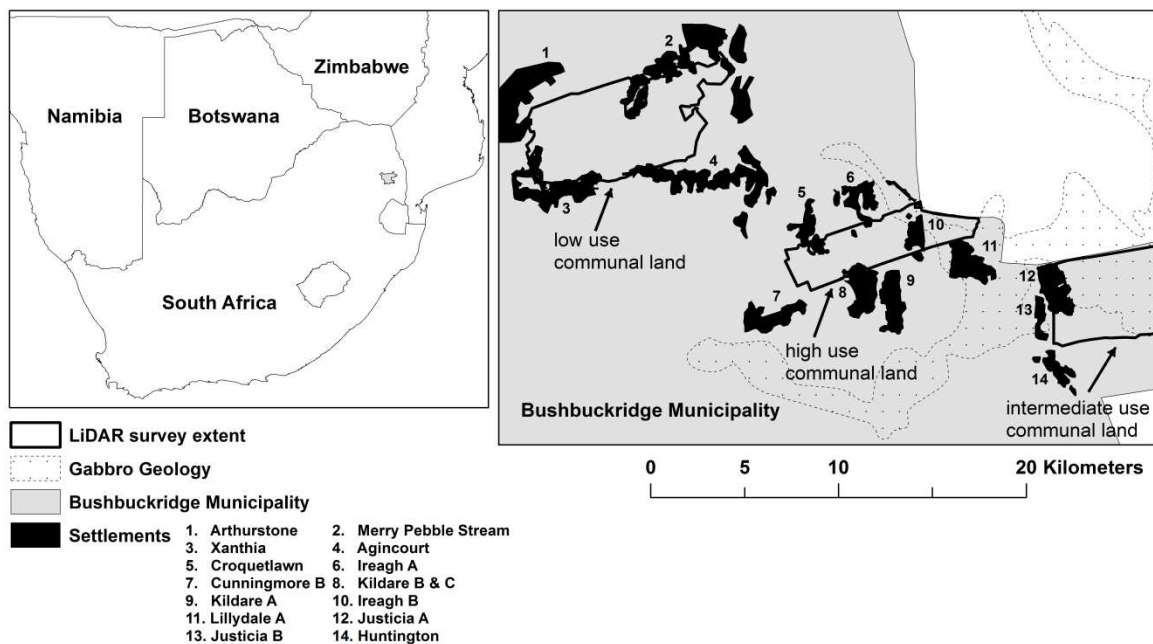 Zimbabwe
Namibia
Botswana
South Africa
1
2
3
4
low use
communal land
5
6
7
8
9
10
11
12
13
14
high use
communal land
intermediate use
communal land
Bushbuckridge Municipality
LiDAR survey extent
Gabbro Geology
Bushbuckridge Municipality
Settlements
0 5 10 20 Kilometers
1. Arthurstone 2. Merry Pebble Stream
3. Xanthia 4. Agincourt
5. Croquetlawn 6. Ireagh A
7. Cunningmore B 8. Kildare B & C
9. Kildare A 10. Ireagh B
11. Lillydale A 12. Justicia A
13. Justicia B 14. Huntington